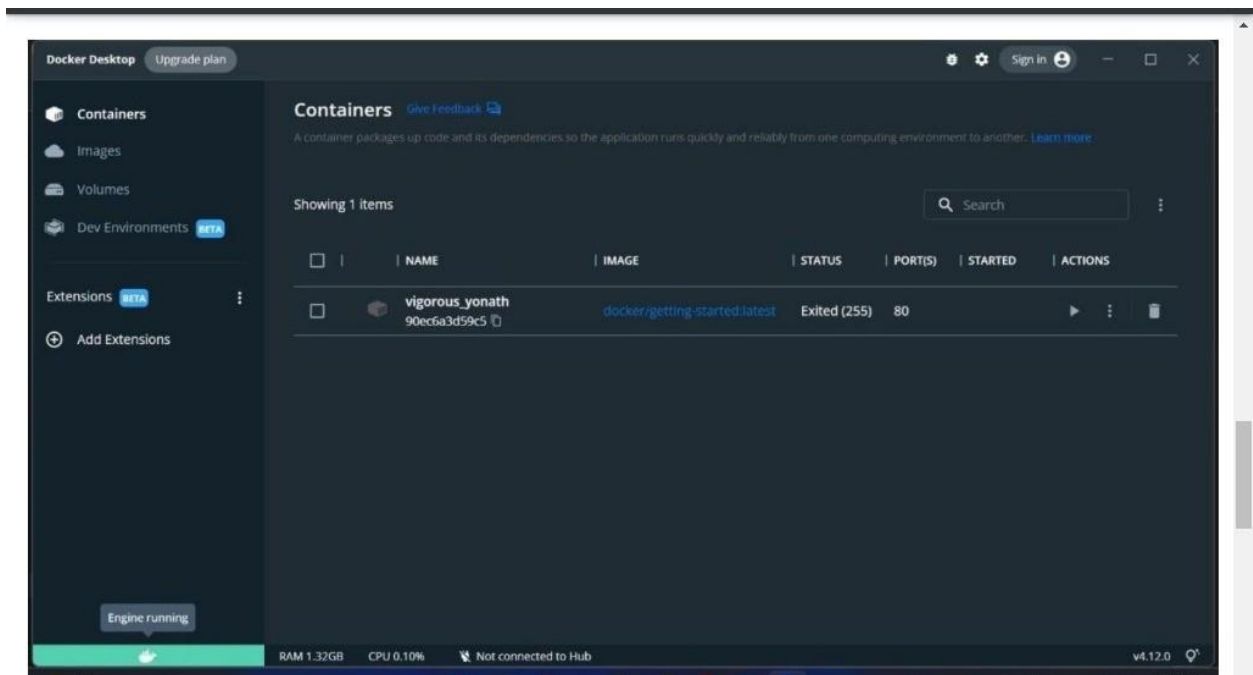 Docker Desktop Upgrade plan Sign in
Containers
Images
Volumes
Dev Environments BETA
Extensions BETA
Add Extensions
Containers Give Feedback
A container packages up code and its dependencies so the application runs quickly and reliably from one computing environment to another. Learn more
Showing 1 items Search
NAME IMAGE STATUS PORT(S) STARTED ACTIONS
vigorous_yonath docker/getting-started:latest Exited (255) 80
90ec6a3d59c5
Engine running
RAM 1.32GB CPU 0.10% Not connected to Hub v4.12.0